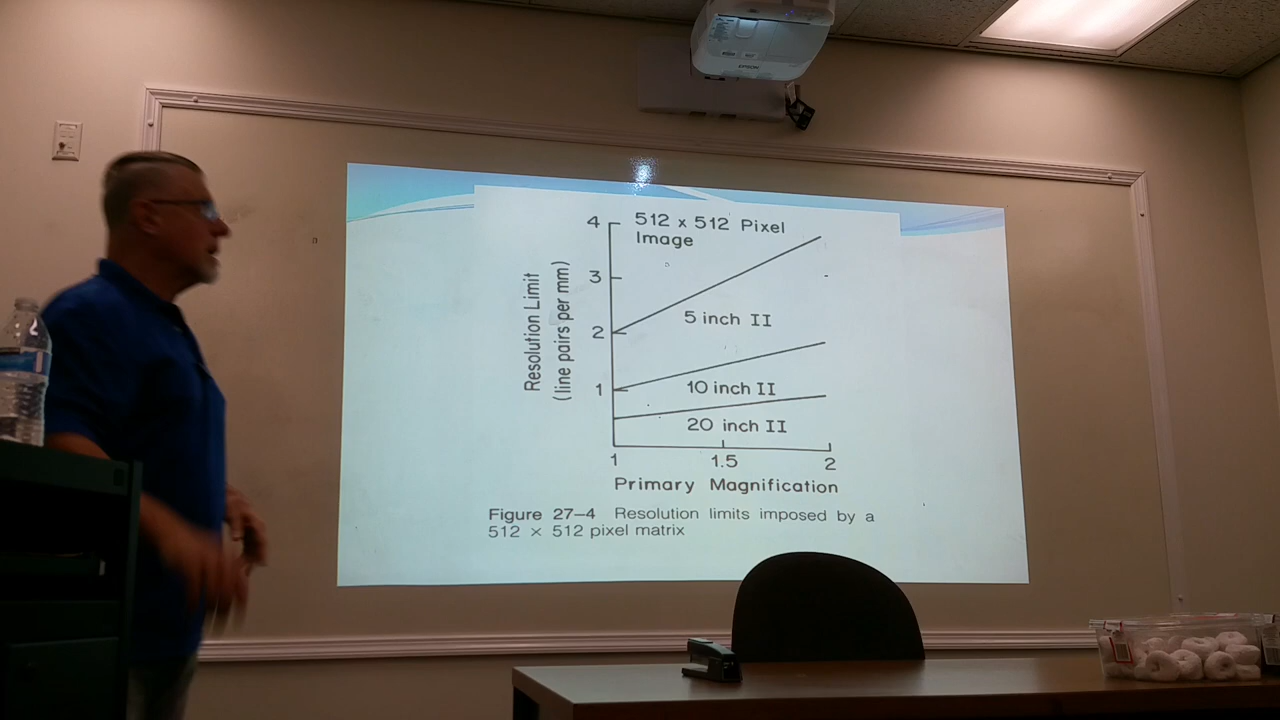 EPSON
512 x 512 Pixel
Image
4
3
2
1
Resolution Limit
(line pairs per mm)
5 inch II
10 inch II
20 inch II
1 1.5 2
Primary Magnification
Figure 27–4 Resolution limits imposed by a
512 × 512 pixel matrix